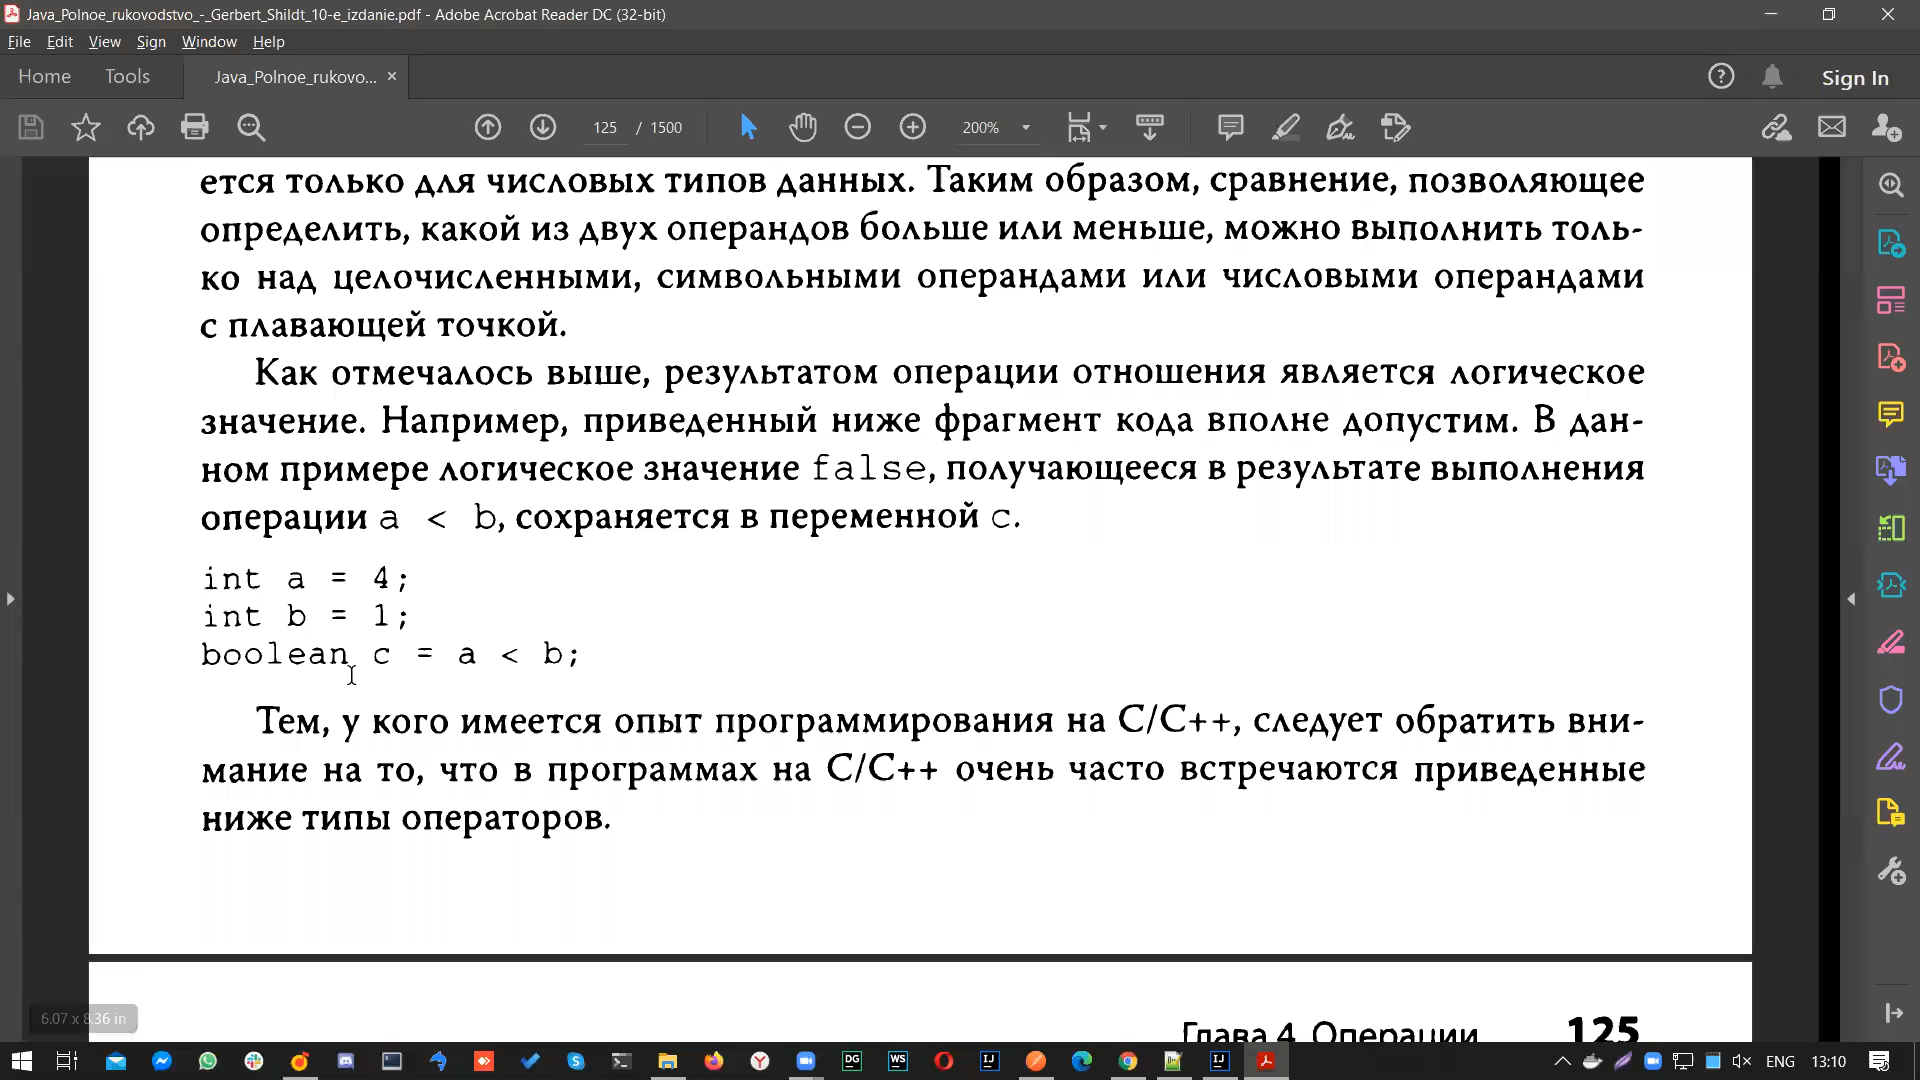 Java_Polnoe_rukovodstvo_-_Gerbert_Shildt_10-e_izdanie.pdf - Adobe Acrobat Reader DC (32-bit)
File Edit View Sign Window Help
Home Tools Java_Polnoe_rukovo... × Sign In
125 / 1500 200%
ется только для числовых типов данных. Таким образом, сравнение, позволяющее
определить, какой из двух операндов больше или меньше, можно выполнить толь-
ко над целочисленными, символьными операндами или числовыми операндами
с плавающей точкой.
Как отмечалось выше, результатом операции отношения является логическое
значение. Например, приведенный ниже фрагмент кода вполне допустим. В дан-
ном примере логическое значение false, получающееся в результате выполнения
операции a < b, сохраняется в переменной c.
int a = 4;
int b = 1;
boolean c = a < b;
Тем, у кого имеется опыт программирования на C/C++, следует обратить вни-
мание на то, что в программах на C/C++ очень часто встречаются приведенные
ниже типы операторов.
6.07 x 8.36 in
Глава 4. Операции 125
DG WS IJ IJ ENG 13:10